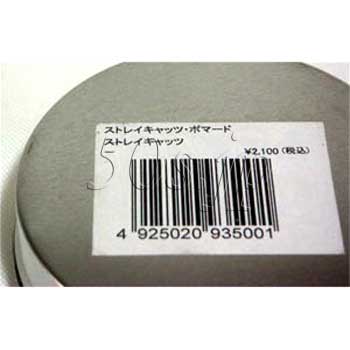 ストレイキャッツ・ポマード
ストレイキャッツ
ー
¥2,100(税込)
4 925020 935001